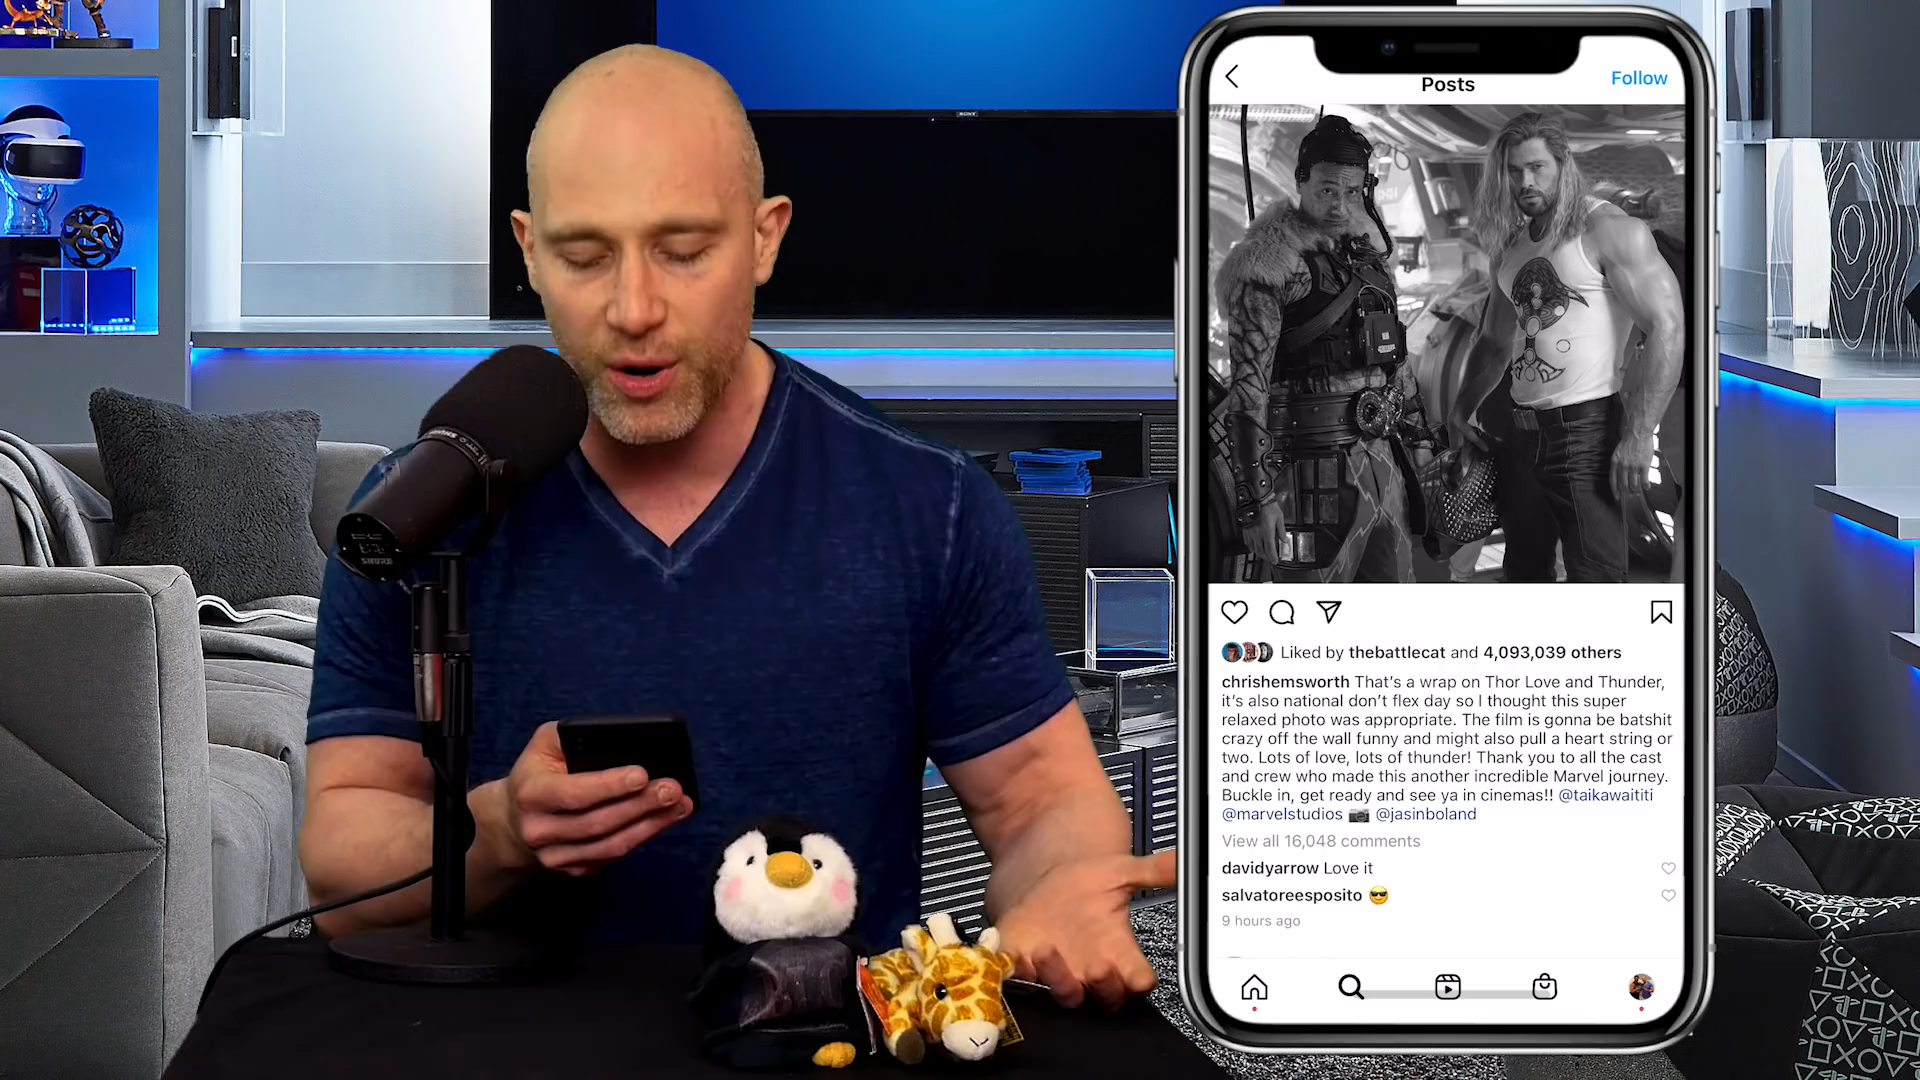 SONY
SHURE
Posts
Follow
Liked by thebattlecat and 4,093,039 others
chrishemsworth That's a wrap on Thor Love and Thunder,
it's also national don't flex day so I thought this super
relaxed photo was appropriate. The film is gonna be batshit
crazy off the wall funny and might also pull a heart string or
two. Lots of love, lots of thunder! Thank you to all the cast
and crew who made this another incredible Marvel journey.
Buckle in, get ready and see ya in cinemas!! @taikawaititi
@marvelstudios 📷 @jasinboland
View all 16,048 comments
davidyarrow Love it
salvatoreesposito 😎
9 hours ago